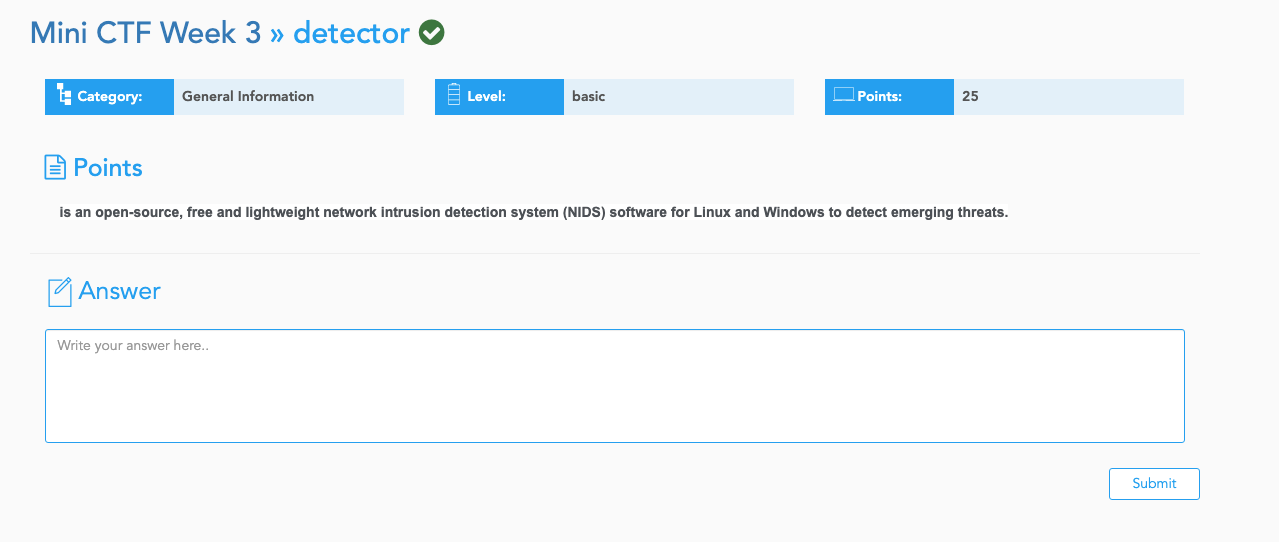 Mini CTF Week 3 » detector
Category: General Information
Level: basic
Points: 25
Points
is an open-source, free and lightweight network intrusion detection system (NIDS) software for Linux and Windows to detect emerging threats.
Answer
Write your answer here..
Submit